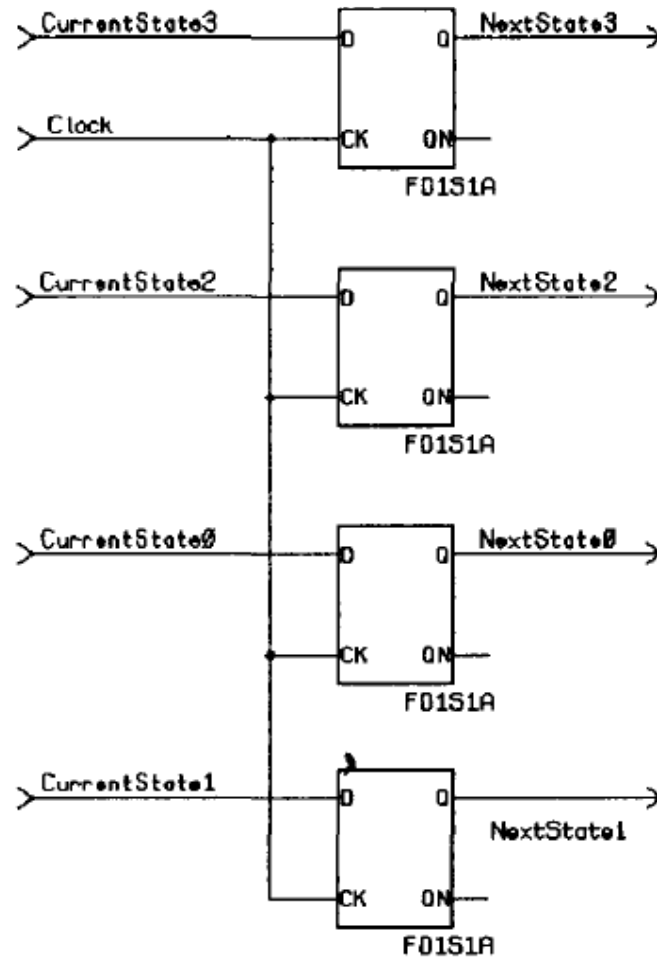 CurrentState3
D
Q
NextState3
Clock
CK
QN
FD1S1A
CurrentState2
D
Q
NextState2
CK
QN
FD1S1A
CurrentState0
D
Q
NextState0
CK
QN
FD1S1A
CurrentState1
D
Q
NextState1
CK
QN
FD1S1A